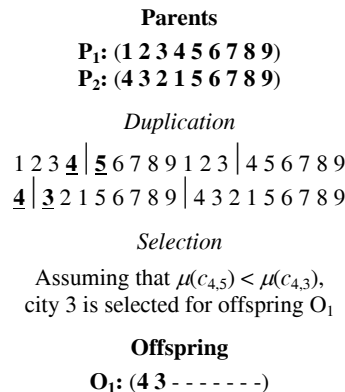 Parents
P1: (1 2 3 4 5 6 7 8 9)
P2: (4 3 2 1 5 6 7 8 9)
Duplication
1 2 3 4 | 5 6 7 8 9 1 2 3 | 4 5 6 7 8 9
4 | 3 2 1 5 6 7 8 9 | 4 3 2 1 5 6 7 8 9
Selection
Assuming that μ(c4,5) < μ(c4,3),
city 3 is selected for offspring O1
Offspring
O1: (4 3 - - - - - - -)